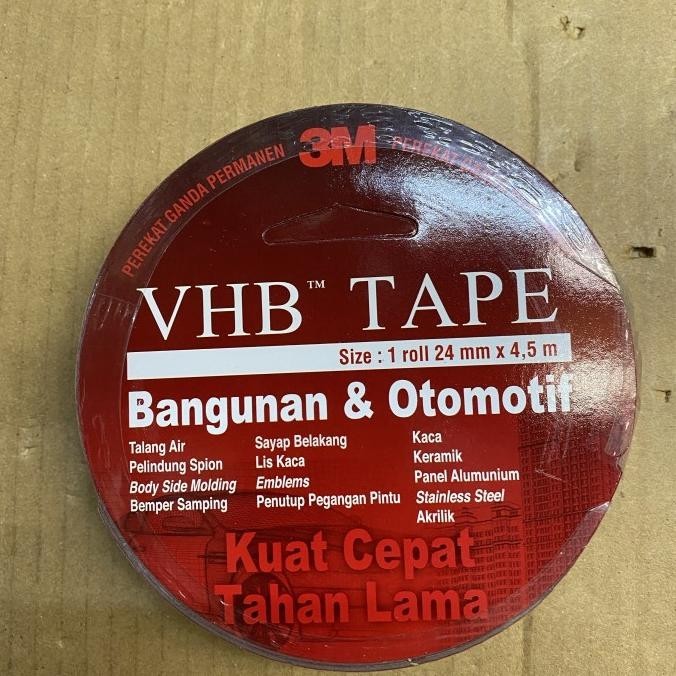 PEREKAT GANDA PERMANEN
3M
PEREKAT
VHB™ TAPE
Size : 1 roll 24 mm x 4,5 m
Bangunan & Otomotif
Talang Air
Pelindung Spion
Body Side Molding
Bemper Samping
Sayap Belakang
Lis Kaca
Emblems
Penutup Pegangan Pintu
Kaca
Keramik
Panel Alumunium
Stainless Steel
Akrilik
Kuat Cepat
Tahan Lama